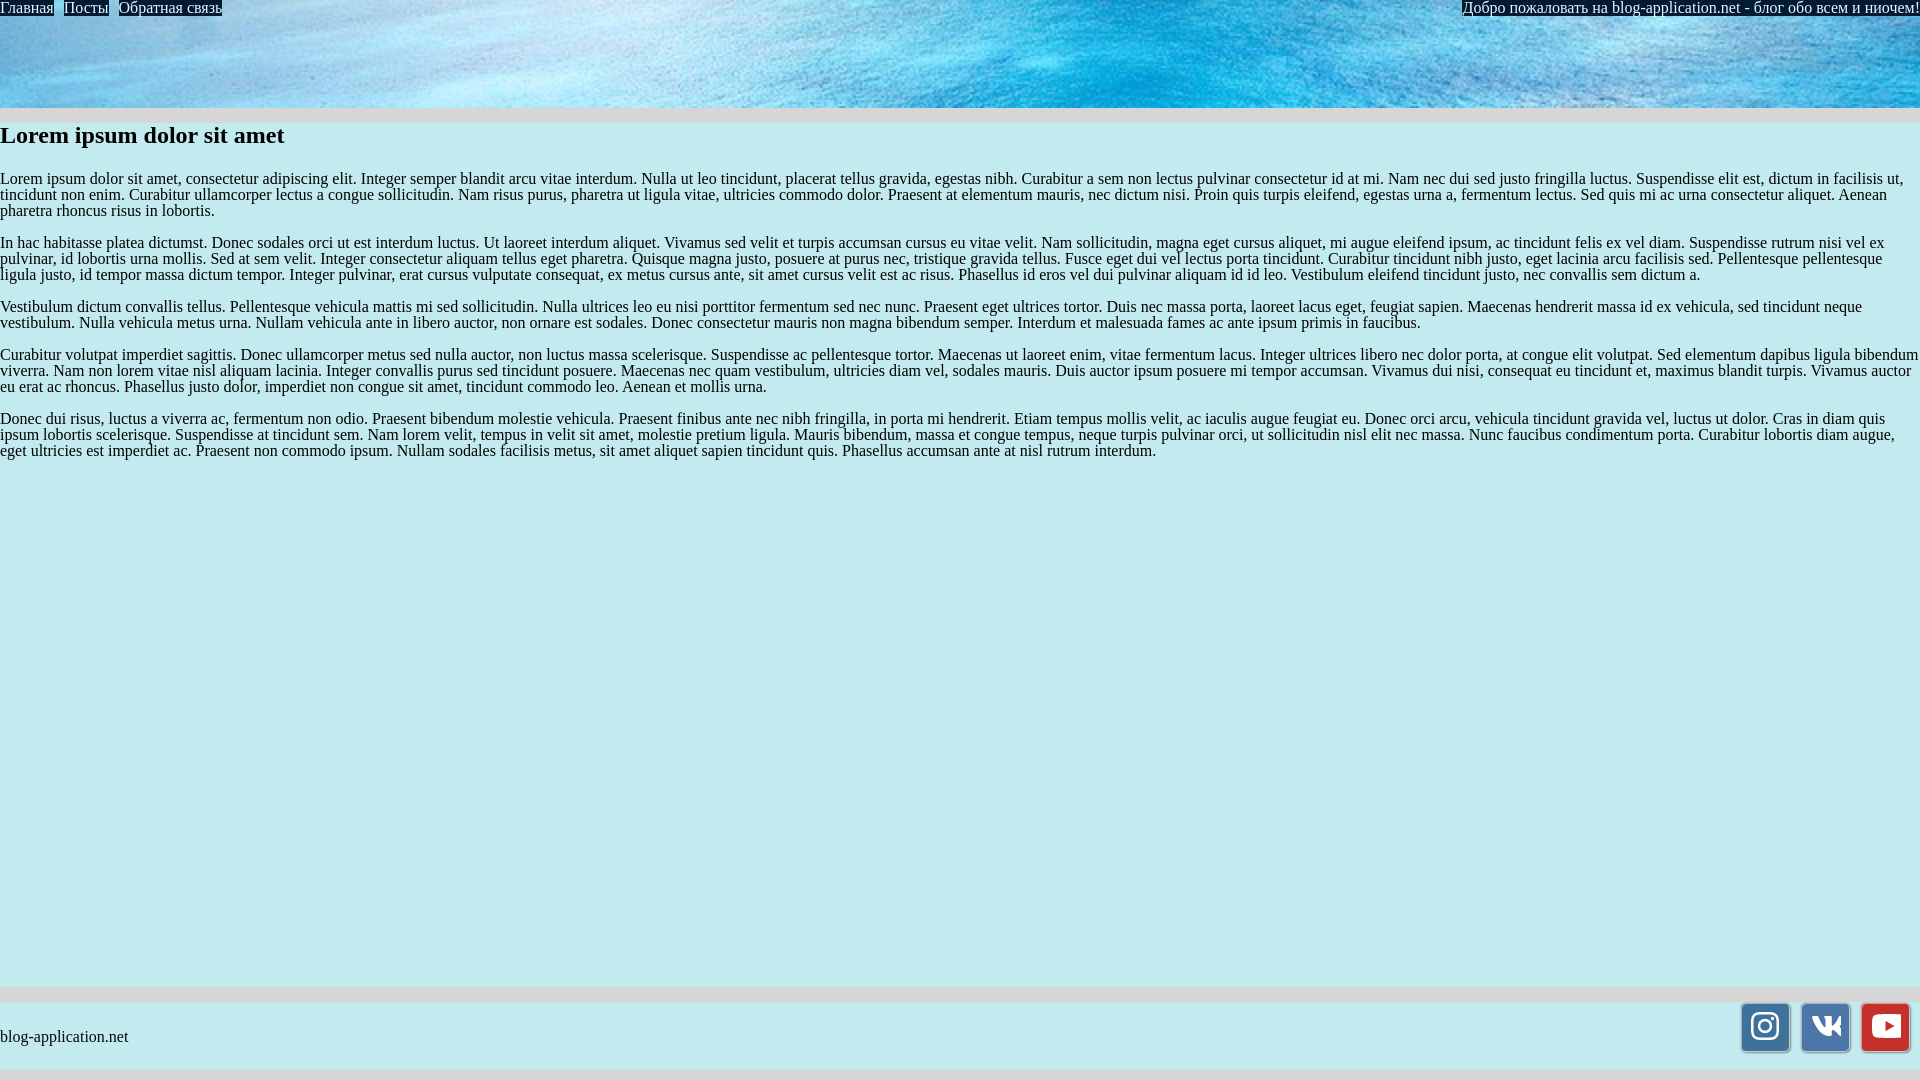 Главная Посты Обратная связь Добро пожаловать на blog-application.net - блог обо всем и ниочем!
Lorem ipsum dolor sit amet
Lorem ipsum dolor sit amet, consectetur adipiscing elit. Integer semper blandit arcu vitae interdum. Nulla ut leo tincidunt, placerat tellus gravida, egestas nibh. Curabitur a sem non lectus pulvinar consectetur id at mi. Nam nec dui sed justo fringilla luctus. Suspendisse elit est, dictum in facilisis ut,
tincidunt non enim. Curabitur ullamcorper lectus a congue sollicitudin. Nam risus purus, pharetra ut ligula vitae, ultricies commodo dolor. Praesent at elementum mauris, nec dictum nisi. Proin quis turpis eleifend, egestas urna a, fermentum lectus. Sed quis mi ac urna consectetur aliquet. Aenean
pharetra rhoncus risus in lobortis.
In hac habitasse platea dictumst. Donec sodales orci ut est interdum luctus. Ut laoreet interdum aliquet. Vivamus sed velit et turpis accumsan cursus eu vitae velit. Nam sollicitudin, magna eget cursus aliquet, mi augue eleifend ipsum, ac tincidunt felis ex vel diam. Suspendisse rutrum nisi vel ex
pulvinar, id lobortis urna mollis. Sed at sem velit. Integer consectetur aliquam tellus eget pharetra. Quisque magna justo, posuere at purus nec, tristique gravida tellus. Fusce eget dui vel lectus porta tincidunt. Curabitur tincidunt nibh justo, eget lacinia arcu facilisis sed. Pellentesque pellentesque
ligula justo, id tempor massa dictum tempor. Integer pulvinar, erat cursus vulputate consequat, ex metus cursus ante, sit amet cursus velit est ac risus. Phasellus id eros vel dui pulvinar aliquam id id leo. Vestibulum eleifend tincidunt justo, nec convallis sem dictum a.
Vestibulum dictum convallis tellus. Pellentesque vehicula mattis mi sed sollicitudin. Nulla ultrices leo eu nisi porttitor fermentum sed nec nunc. Praesent eget ultrices tortor. Duis nec massa porta, laoreet lacus eget, feugiat sapien. Maecenas hendrerit massa id ex vehicula, sed tincidunt neque
vestibulum. Nulla vehicula metus urna. Nullam vehicula ante in libero auctor, non ornare est sodales. Donec consectetur mauris non magna bibendum semper. Interdum et malesuada fames ac ante ipsum primis in faucibus.
Curabitur volutpat imperdiet sagittis. Donec ullamcorper metus sed nulla auctor, non luctus massa scelerisque. Suspendisse ac pellentesque tortor. Maecenas ut laoreet enim, vitae fermentum lacus. Integer ultrices libero nec dolor porta, at congue elit volutpat. Sed elementum dapibus ligula bibendum
viverra. Nam non lorem vitae nisl aliquam lacinia. Integer convallis purus sed tincidunt posuere. Maecenas nec quam vestibulum, ultricies diam vel, sodales mauris. Duis auctor ipsum posuere mi tempor accumsan. Vivamus dui nisi, consequat eu tincidunt et, maximus blandit turpis. Vivamus auctor
eu erat ac rhoncus. Phasellus justo dolor, imperdiet non congue sit amet, tincidunt commodo leo. Aenean et mollis urna.
Donec dui risus, luctus a viverra ac, fermentum non odio. Praesent bibendum molestie vehicula. Praesent finibus ante nec nibh fringilla, in porta mi hendrerit. Etiam tempus mollis velit, ac iaculis augue feugiat eu. Donec orci arcu, vehicula tincidunt gravida vel, luctus ut dolor. Cras in diam quis
ipsum lobortis scelerisque. Suspendisse at tincidunt sem. Nam lorem velit, tempus in velit sit amet, molestie pretium ligula. Mauris bibendum, massa et congue tempus, neque turpis pulvinar orci, ut sollicitudin nisl elit nec massa. Nunc faucibus condimentum porta. Curabitur lobortis diam augue,
eget ultricies est imperdiet ac. Praesent non commodo ipsum. Nullam sodales facilisis metus, sit amet aliquet sapien tincidunt quis. Phasellus accumsan ante at nisl rutrum interdum.
blog-application.net